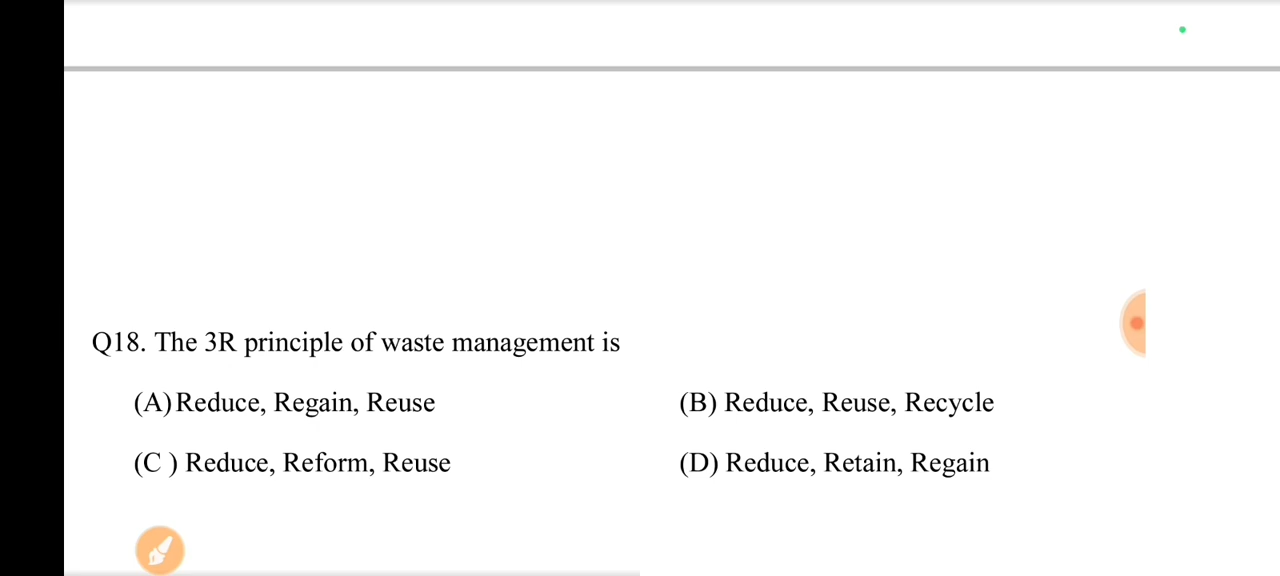 Q18. The 3R principle of waste management is
(A) Reduce, Regain, Reuse (B) Reduce, Reuse, Recycle
(C ) Reduce, Reform, Reuse (D) Reduce, Retain, Regain